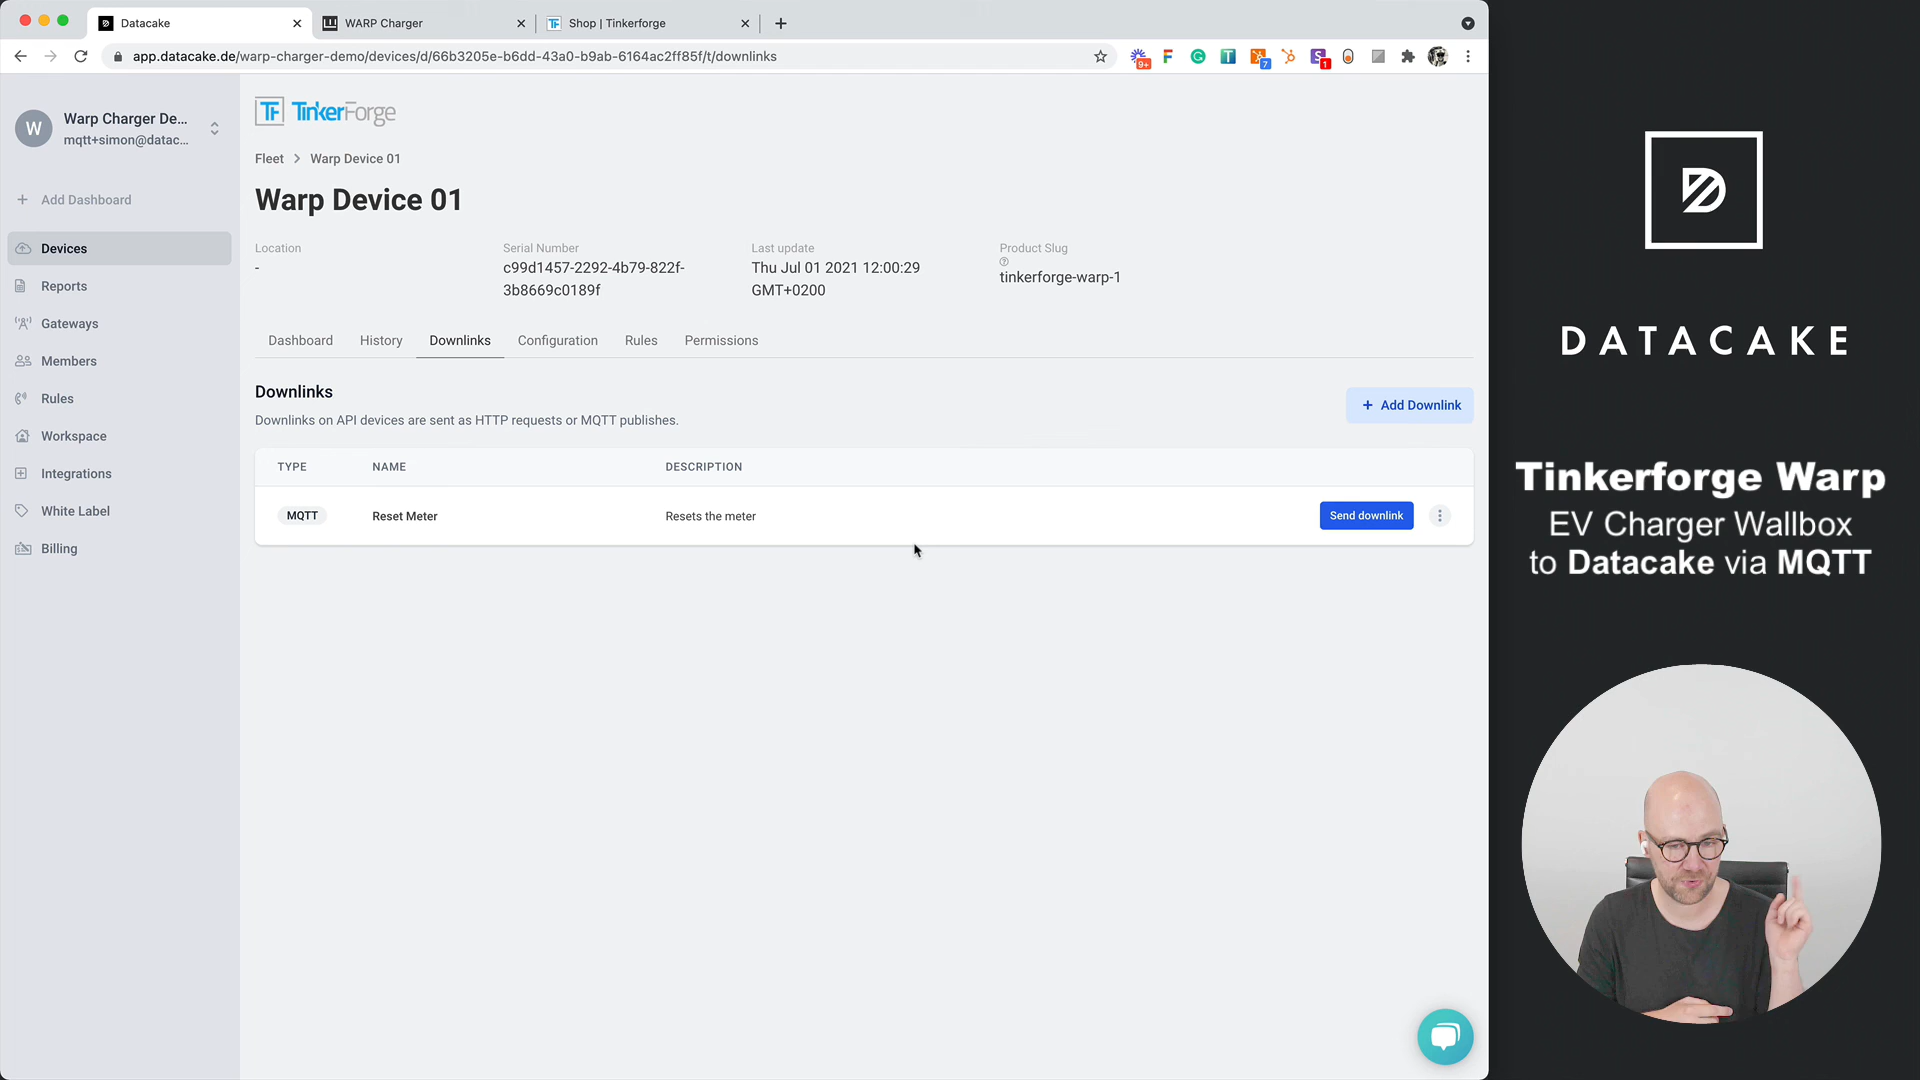 Datacake
WARP Charger
Shop | Tinkerforge
app.datacake.de/warp-charger-demo/devices/d/66b3205e-b6dd-43a0-b9ab-6164ac2ff85f/t/downlinks
9+
7
1
W
Warp Charger De...
mqtt+simon@datac...
Add Dashboard
Devices
Reports
Gateways
Members
Rules
Workspace
Integrations
White Label
Billing
TF TinkerForge
Fleet > Warp Device 01
Warp Device 01
Location
-
Serial Number
c99d1457-2292-4b79-822f-
3b8669c0189f
Last update
Thu Jul 01 2021 12:00:29
GMT+0200
Product Slug
tinkerforge-warp-1
Dashboard History Downlinks Configuration Rules Permissions
Downlinks
Downlinks on API devices are sent as HTTP requests or MQTT publishes.
+ Add Downlink
TYPE NAME DESCRIPTION
MQTT Reset Meter Resets the meter Send downlink
DATACAKE
Tinkerforge Warp
EV Charger Wallbox
to Datacake via MQTT